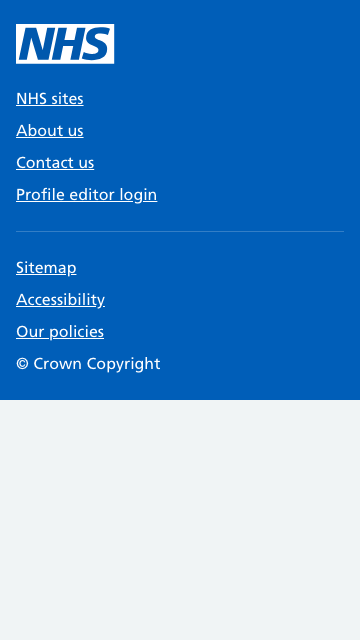 NHS
NHS sites
About us
Contact us
Profile editor login
Sitemap
Accessibility
Our policies
© Crown Copyright